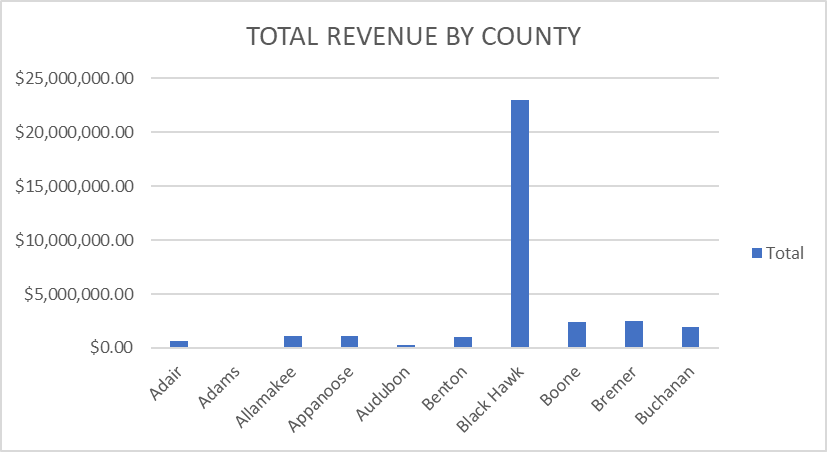 TOTAL REVENUE BY COUNTY
$25,000,000.00
$20,000,000.00
$15,000,000.00
$10,000,000.00
$5,000,000.00
$0.00
Adair
Adams
Allamakee
Appanoose
Audubon
Benton
Black Hawk
Boone
Bremer
Buchanan
Total